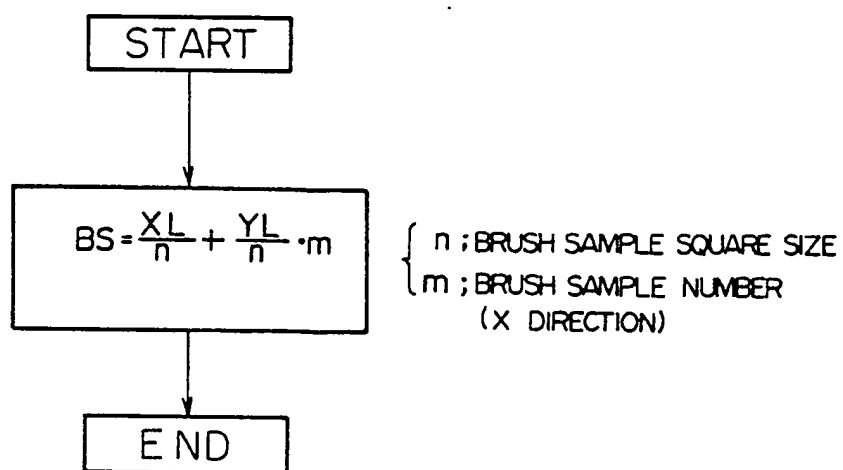 START
BS = XL/n + YL/n · m
n ; BRUSH SAMPLE SQUARE SIZE
m ; BRUSH SAMPLE NUMBER
(X DIRECTION)
END